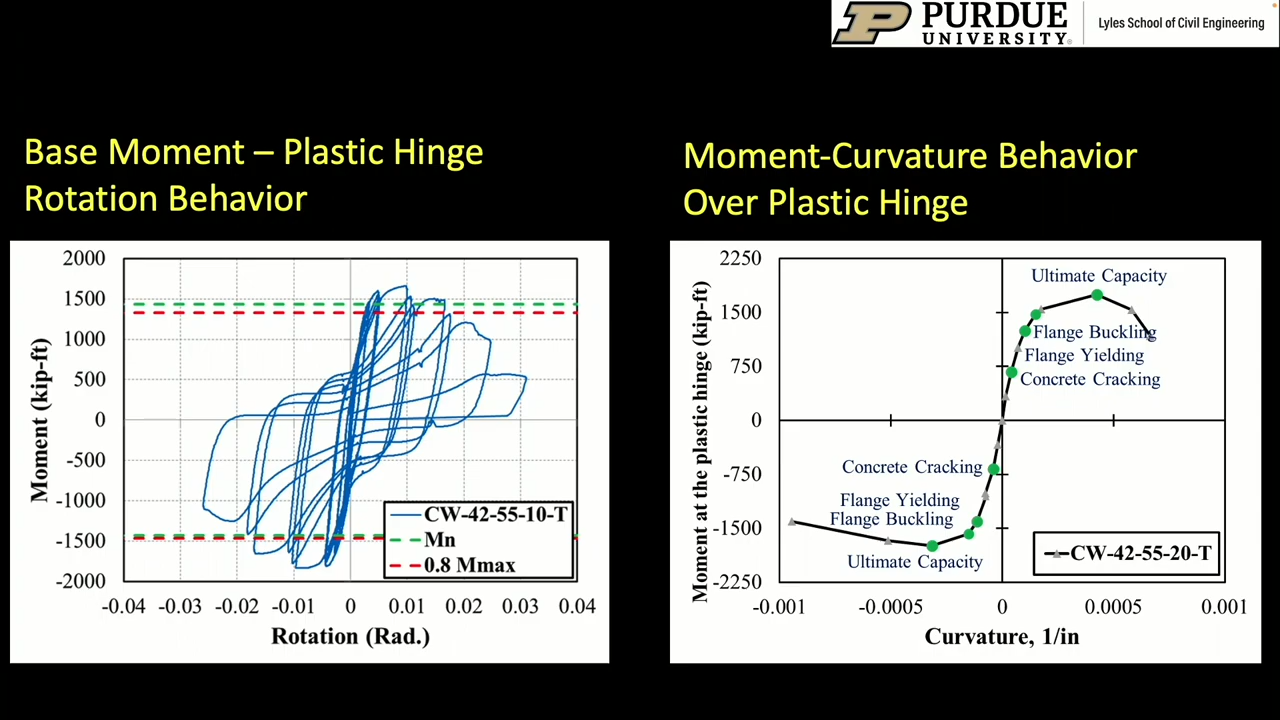 PURDUE
UNIVERSITY®
Lyles School of Civil Engineering
Base Moment – Plastic Hinge
Rotation Behavior
Moment (kip-ft)
2000
1500
1000
500
0
-500
-1000
-1500
-2000
CW-42-55-10-T
Mn
0.8 Mmax
-0.04 -0.03 -0.02 -0.01 0 0.01 0.02 0.03 0.04
Rotation (Rad.)
Moment-Curvature Behavior
Over Plastic Hinge
Moment at the plastic hinge (kip-ft)
2250
1500
750
0
-750
-1500
-2250
Ultimate Capacity
Flange Buckling
Flange Yielding
Concrete Cracking
Concrete Cracking
Flange Yielding
Flange Buckling
Ultimate Capacity
CW-42-55-20-T
-0.001 -0.0005 0 0.0005 0.001
Curvature, 1/in